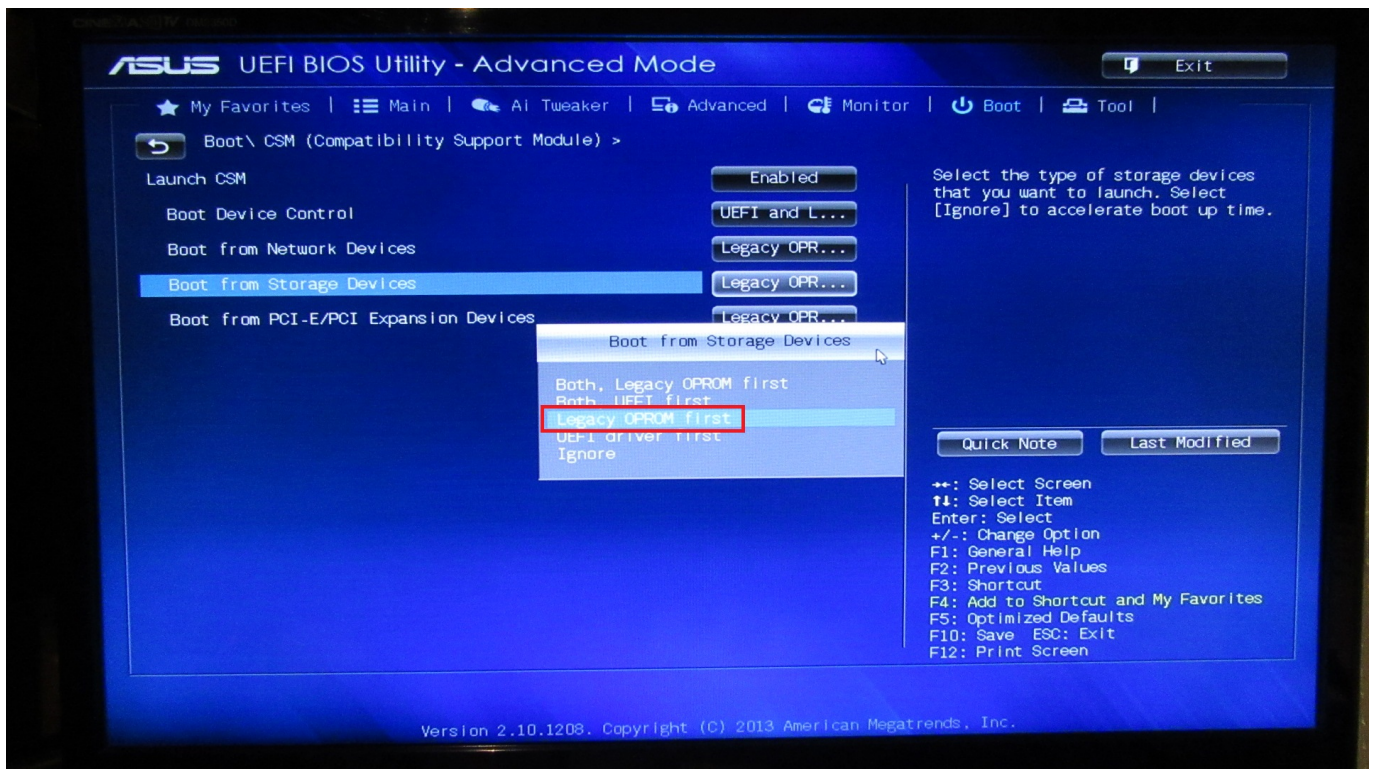 ASUS UEFI BIOS Utility - Advanced Mode
Exit
My Favorites | Main | Ai Tweaker | Advanced | Monitor | Boot | Tool |
Boot\ CSM (Compatibility Support Module) >
Launch CSM Enabled
Boot Device Control UEFI and L...
Boot from Network Devices Legacy OPR...
Boot from Storage Devices Legacy OPR...
Boot from PCI-E/PCI Expansion Devices Legacy OPR...
Boot from Storage Devices
Both, Legacy OPROM first
Both, UEFI first
Legacy OPROM first
UEFI driver first
Ignore
Select the type of storage devices
that you want to launch. Select
[Ignore] to accelerate boot up time.
Quick Note Last Modified
→←: Select Screen
↑↓: Select Item
Enter: Select
+/-: Change Option
F1: General Help
F2: Previous Values
F3: Shortcut
F4: Add to Shortcut and My Favorites
F5: Optimized Defaults
F10: Save ESC: Exit
F12: Print Screen
Version 2.10.1208. Copyright (C) 2013 American Megatrends, Inc.